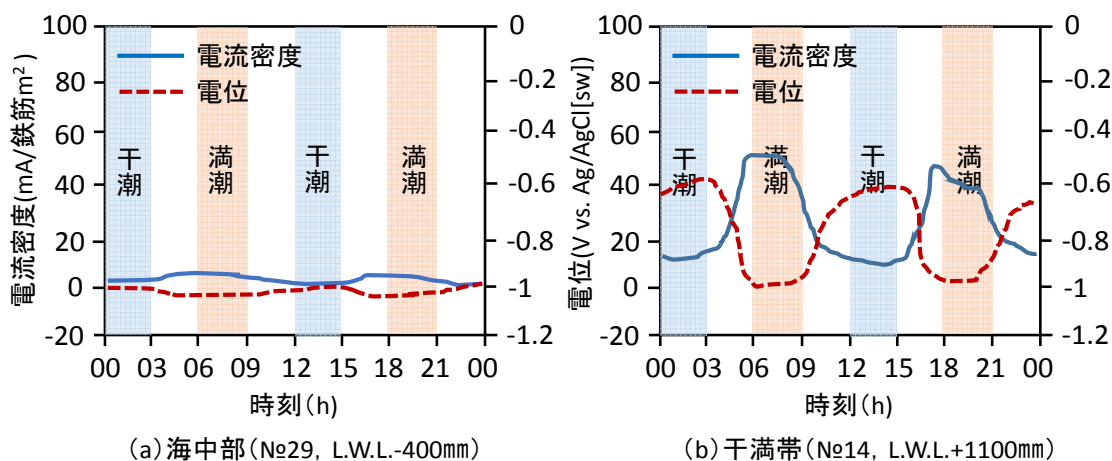 電流密度(mA/鉄筋m²)
100
80
60
40
20
0
-20
電流密度
電位
干潮
満潮
干潮
満潮
0
-0.2
-0.4
-0.6
-0.8
-1
-1.2
00 03 06 09 12 15 18 21 00
時刻(h)
(a)海中部(№29, L.W.L.-400㎜)
電位(V vs. Ag/AgCl[sw])
100
80
60
40
20
0
-20
電流密度
電位
干潮
満潮
干潮
満潮
0
-0.2
-0.4
-0.6
-0.8
-1
-1.2
00 03 06 09 12 15 18 21 00
時刻(h)
(b)干満帯(№14, L.W.L.+1100㎜)